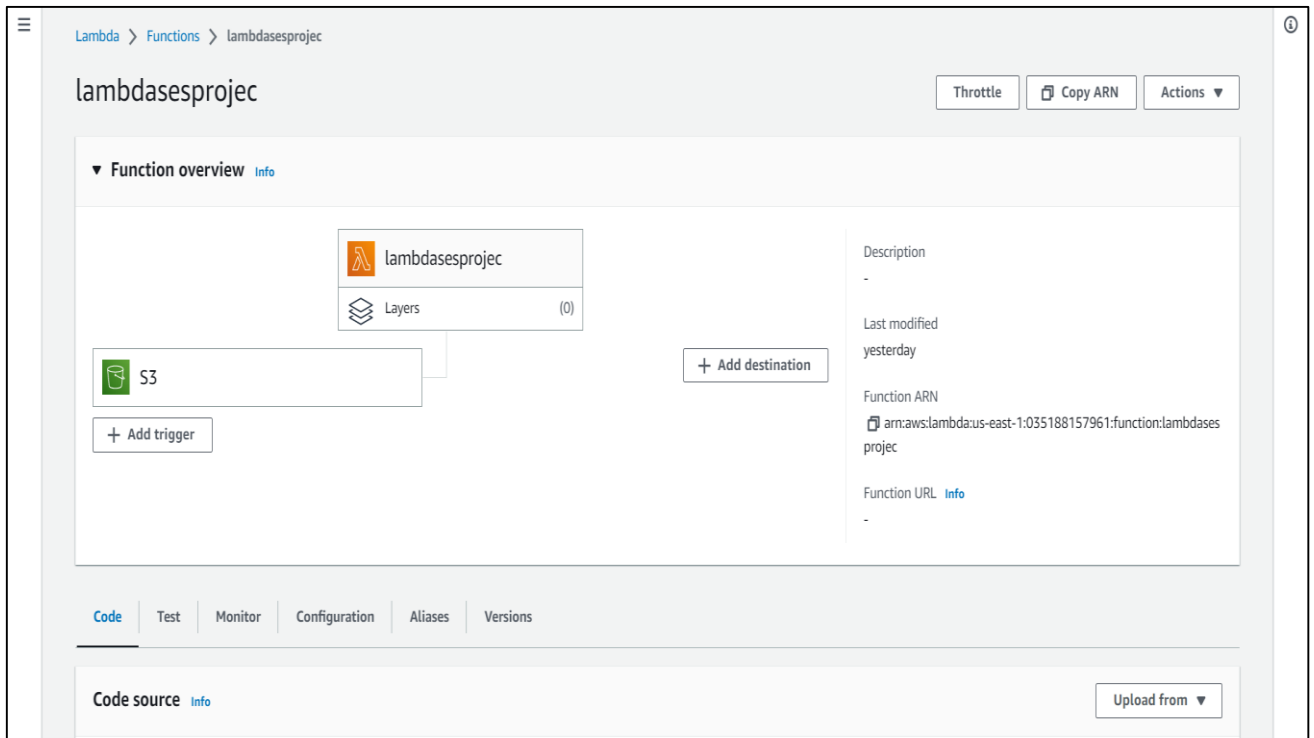 Lambda > Functions > lambdasesprojec
lambdasesprojec
Throttle Copy ARN Actions ▼
▼ Function overview Info
lambdasesprojec
Layers (0)
S3
+ Add trigger
+ Add destination
Description
-
Last modified
yesterday
Function ARN
arn:aws:lambda:us-east-1:035188157961:function:lambdases
projec
Function URL Info
-
Code Test Monitor Configuration Aliases Versions
Code source Info
Upload from ▼